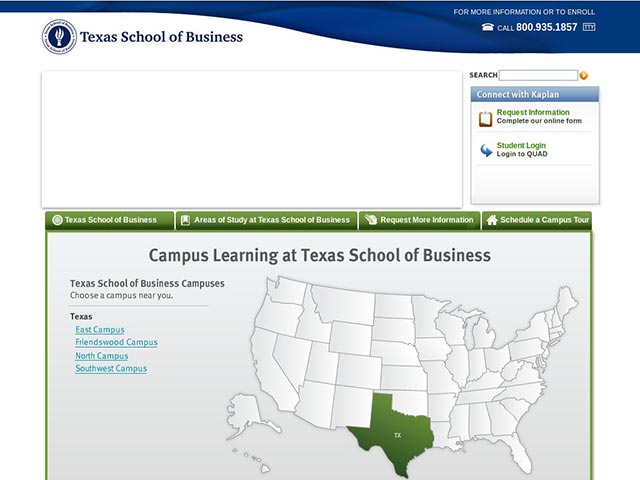 FOR MORE INFORMATION OR TO ENROLL
Texas School of Business
CALL 800.935.1857 TTY
SEARCH
Connect with Kaplan
Request Information
Complete our online form
Student Login
Login to QUAD
Texas School of Business
Areas of Study at Texas School of Business
Request More Information
Schedule a Campus Tour
Campus Learning at Texas School of Business
Texas School of Business Campuses
Choose a campus near you.
Texas
East Campus
Friendswood Campus
North Campus
Southwest Campus
TX